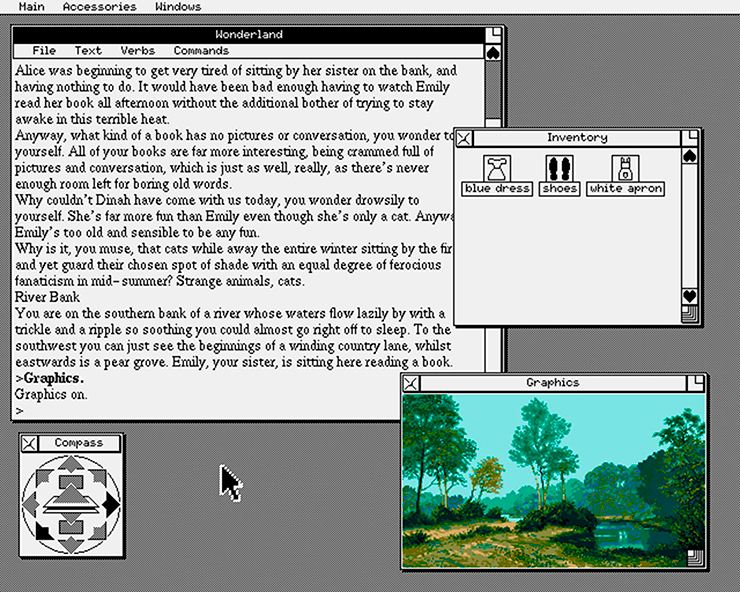 Main Accessories Windows
Wonderland
File Text Verbs Commands
Alice was beginning to get very tired of sitting by her sister on the bank, and
having nothing to do. It would have been bad enough having to watch Emily
read her book all afternoon without the additional bother of trying to stay
awake in this terrible heat.
Anyway, what kind of a book has no pictures or conversation, you wonder to
yourself. All of your books are far more interesting, being crammed full of
pictures and conversation, which is just as well, really, as there's never
enough room left for boring old words.
Why couldn't Dinah have come with us today, you wonder drowsily to
yourself. She's far more fun than Emily even though she's only a cat. Anywa
Emily's too old and sensible to be any fun.
Why is it, you muse, that cats while away the entire winter sitting by the fir
and yet guard their chosen spot of shade with an equal degree of ferocious
fanaticism in mid-summer? Strange animals, cats.
River Bank
You are on the southern bank of a river whose waters flow lazily by with a
trickle and a ripple so soothing you could almost go right off to sleep. To the
southwest you can just see the beginnings of a winding country lane, whilst
eastwards is a pear grove. Emily, your sister, is sitting here reading a book.
>Graphics.
Graphics on.
>
Inventory
blue dress shoes white apron
Graphics
Compass